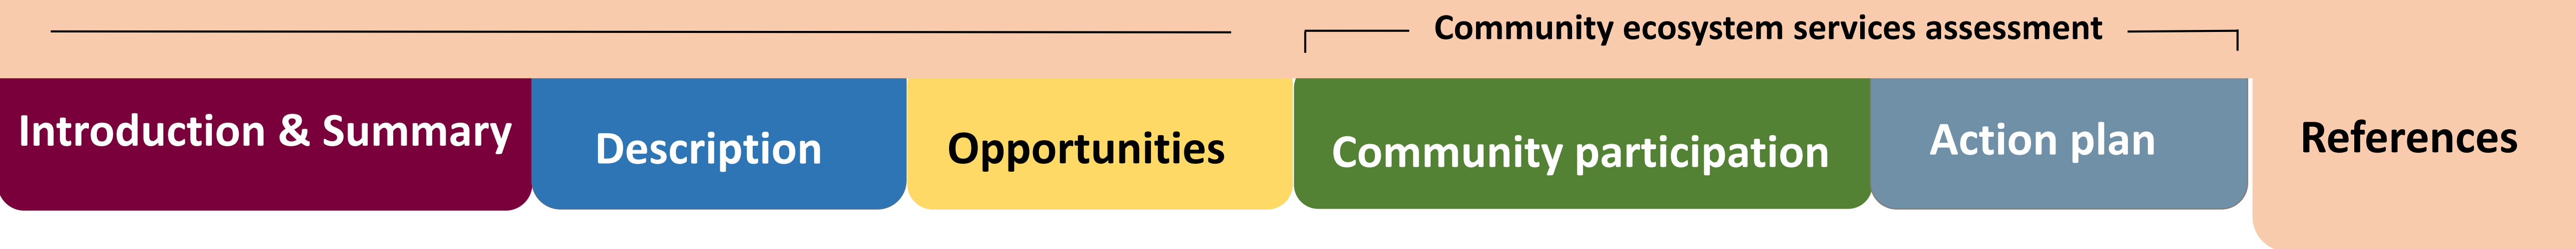 Community ecosystem services assessment
Introduction & Summary
Description
Opportunities
Community participation
Action plan
References